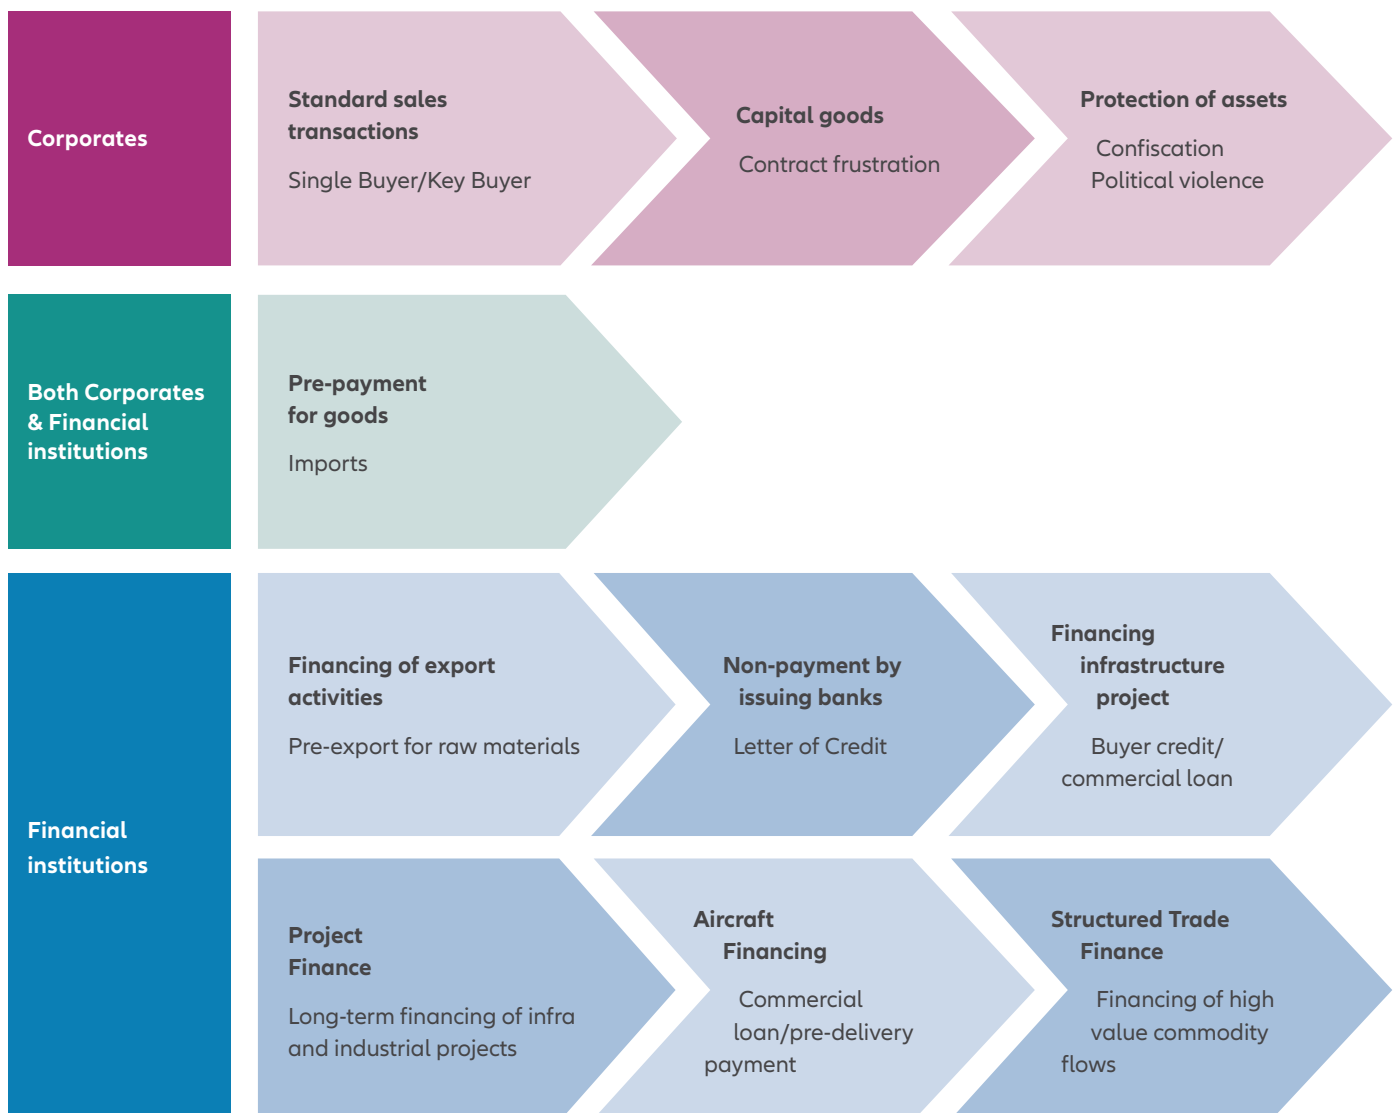 Corporates
Standard sales
transactions
Single Buyer/Key Buyer
Capital goods
Contract frustration
Protection of assets
Confiscation
Political violence
Both Corporates
& Financial
institutions
Pre-payment
for goods
Imports
Financial
institutions
Financing of export
activities
Pre-export for raw materials
Non-payment by
issuing banks
Letter of Credit
Financing
infrastructure
project
Buyer credit/
commercial loan
Project
Finance
Long-term financing of infra
and industrial projects
Aircraft
Financing
Commercial
loan/pre-delivery
payment
Structured Trade
Finance
Financing of high
value commodity
flows